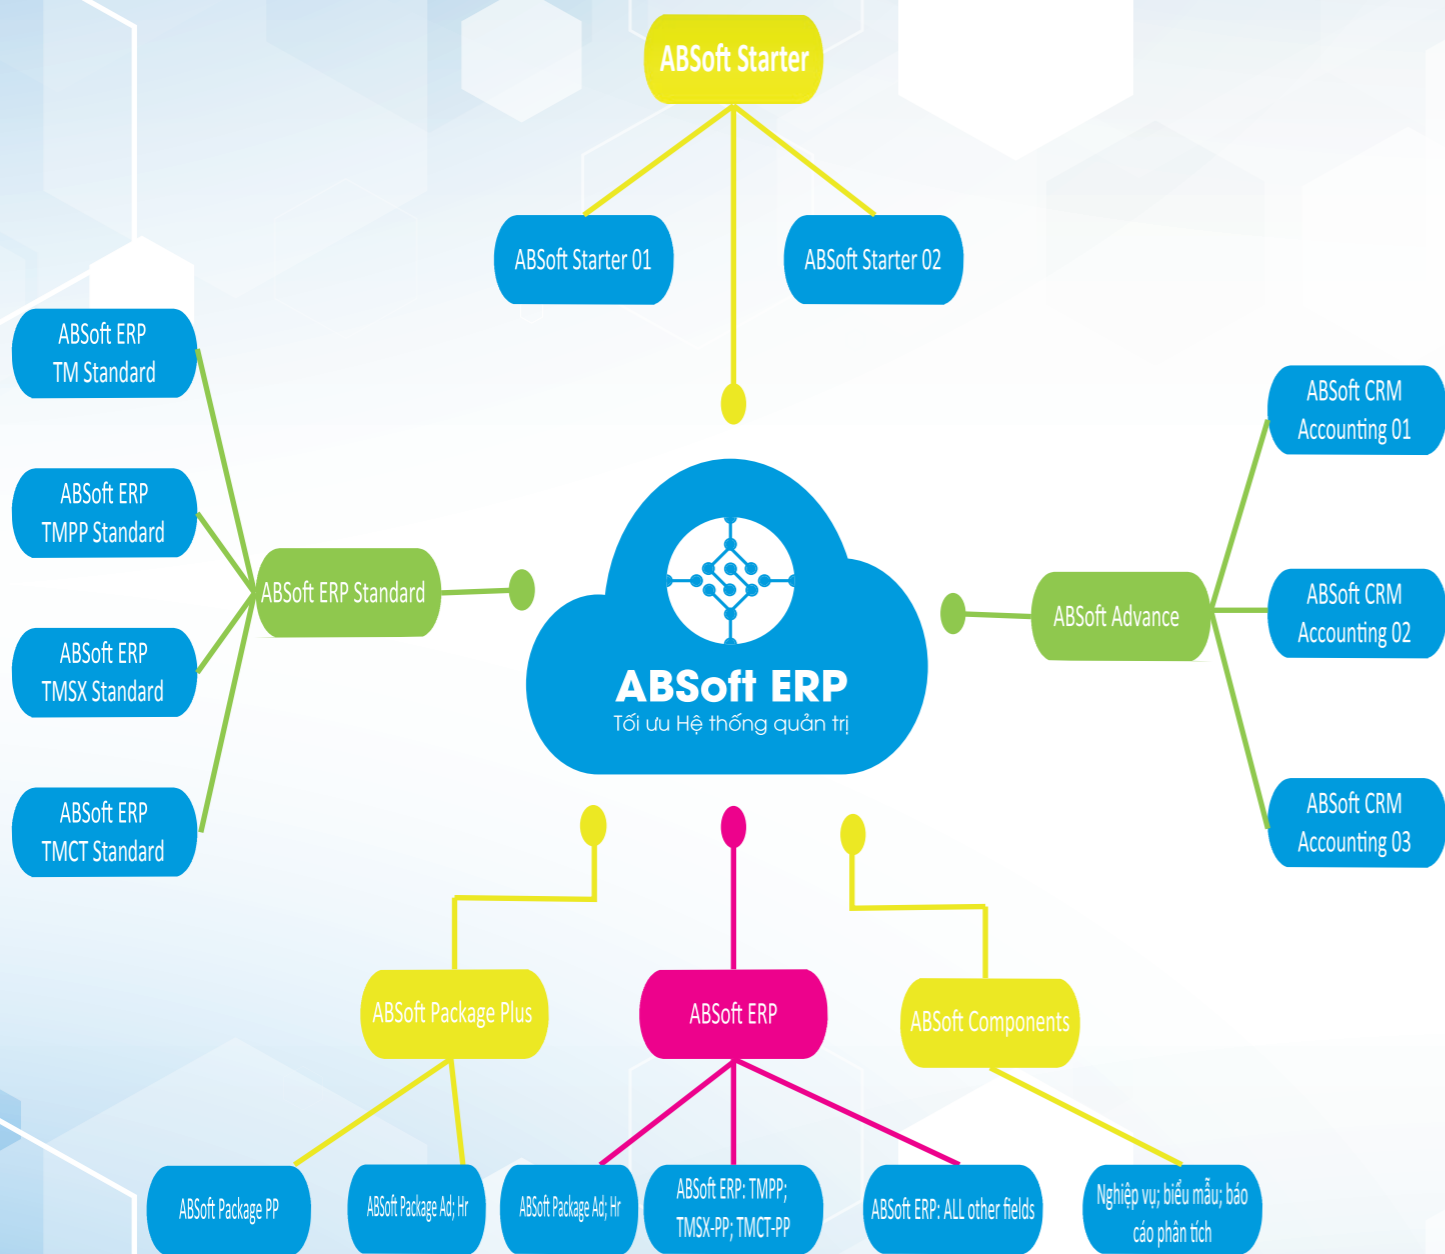 ABSoft Starter
ABSoft Starter 01
ABSoft Starter 02
ABSoft ERP
TM Standard
ABSoft ERP
TMPP Standard
ABSoft ERP
TMSX Standard
ABSoft ERP
TMCT Standard
ABSoft ERP Standard
ABSoft ERP
Tối ưu Hệ thống quản trị
ABSoft Advance
ABSoft CRM
Accounting 01
ABSoft CRM
Accounting 02
ABSoft CRM
Accounting 03
ABSoft Package Plus
ABSoft ERP
ABSoft Components
ABSoft Package PP
ABSoft Package Ad; Hr
ABSoft Package Ad; Hr
ABSoft ERP: TMPP;
TMSX-PP; TMCT-PP
ABSoft ERP: ALL other fields
Nghiệp vụ; biểu mẫu; báo
cáo phân tích